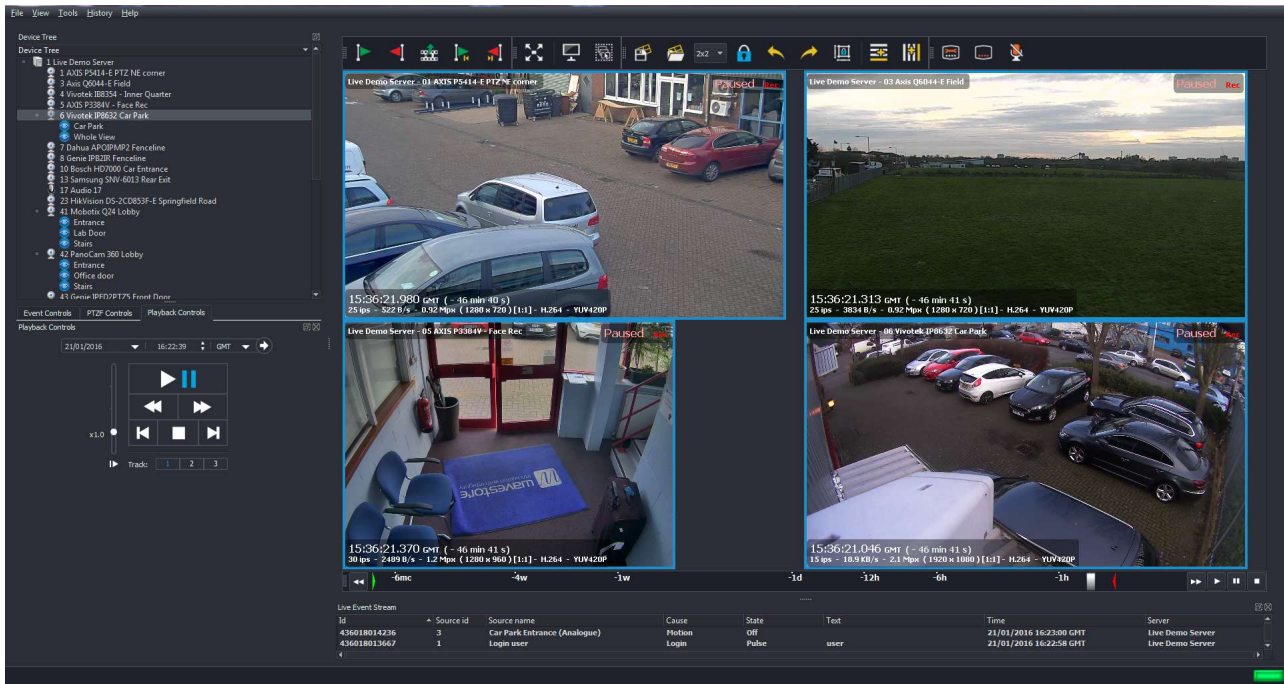 File View Tools History Help
Device Tree
Device Tree
1 Live Demo Server
1 AXIS P5414-E PTZ NE corner
3 Axis Q6044-E Field
4 Vivotek IB8354 - Inner Quarter
5 AXIS P3384V - Face Rec
6 Vivotek IP8632 Car Park
Car Park
Whole View
7 Dahua APOIPMP2 Fenceline
8 Genie IPB2IR Fenceline
10 Bosch HD7000 Car Entrance
13 Samsung SNV-6013 Rear Exit
17 Audio 17
23 HikVision DS-2CD853F-E Springfield Road
41 Mobotix Q24 Lobby
Entrance
Lab Door
Stairs
42 PanoCam 360 Lobby
Entrance
Office door
Stairs
43 Genie IPED2PTZ5 Front Door
Event Controls PTZF Controls Playback Controls
Playback Controls
21/01/2016 16:22:39 GMT
x1.0
Track: 1 2 3
2x2
Live Demo Server - 01 AXIS P5414-E PTZ NE corner Paused Rec
15:36:21.980 GMT ( - 46 min 40 s)
25 ips - 522 B/s - 0.92 Mpx ( 1280 x 720 ) [1:1] - H.264 - YUV420P
Live Demo Server - 03 Axis Q6044-E Field Paused Rec
15:36:21.313 GMT ( - 46 min 41 s)
25 ips - 3834 B/s - 0.92 Mpx ( 1280 x 720 ) [1:1] - H.264 - YUV420P
Live Demo Server - 05 AXIS P3384V - Face Rec Paused Rec
wavestore
15:36:21.370 GMT ( - 46 min 41 s)
30 ips - 2489 B/s - 1.2 Mpx ( 1280 x 960 ) [1:1] - H.264 - YUV420P
Live Demo Server - 06 Vivotek IP8632 Car Park Paused Rec
15:36:21.046 GMT ( - 46 min 41 s)
15 ips - 18.9 KB/s - 2.1 Mpx ( 1920 x 1080 ) [1:1] - H.264 - YUV420P
-6mc -4w -1w -1d -12h -6h -1h
Live Event Stream
Id Source id Source name Cause State Text Time Server
436018014236 3 Car Park Entrance (Analogue) Motion Off 21/01/2016 16:23:00 GMT Live Demo Server
436018013667 1 Login user Login Pulse user 21/01/2016 16:22:58 GMT Live Demo Server